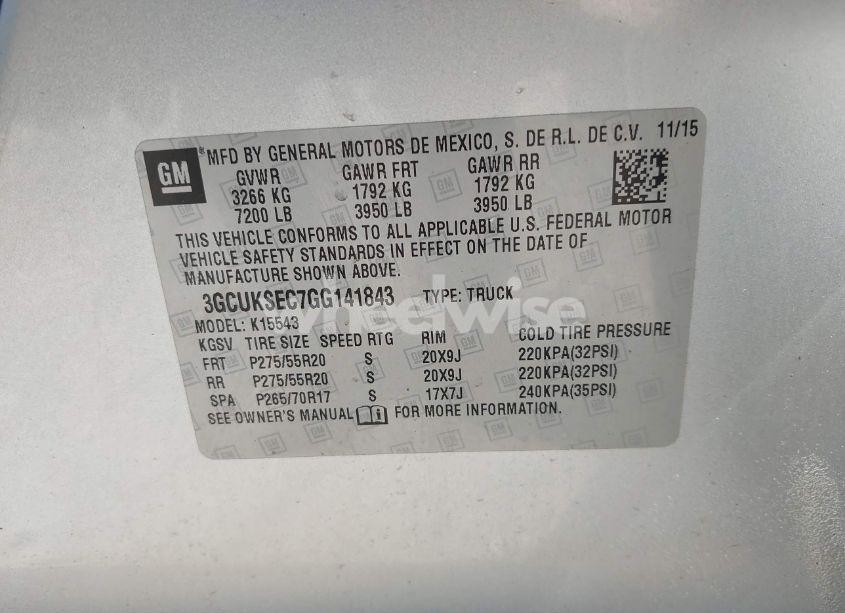 GM MFD BY GENERAL MOTORS DE MEXICO, S. DE R.L. DE C.V. 11/15
GVWR GAWR FRT GAWR RR
3266 KG 1792 KG 1792 KG
7200 LB 3950 LB 3950 LB
THIS VEHICLE CONFORMS TO ALL APPLICABLE U.S. FEDERAL MOTOR
VEHICLE SAFETY STANDARDS IN EFFECT ON THE DATE OF
MANUFACTURE SHOWN ABOVE.
3GCUKSEC7GG141843 TYPE: TRUCK
wheelwise
MODEL: K15543
KGSV TIRE SIZE SPEED RTG RIM COLD TIRE PRESSURE
FRT P275/55R20 S 20X9J 220KPA(32PSI)
RR P275/55R20 S 20X9J 220KPA(32PSI)
SPA P265/70R17 S 17X7J 240KPA(35PSI)
SEE OWNER'S MANUAL FOR MORE INFORMATION.